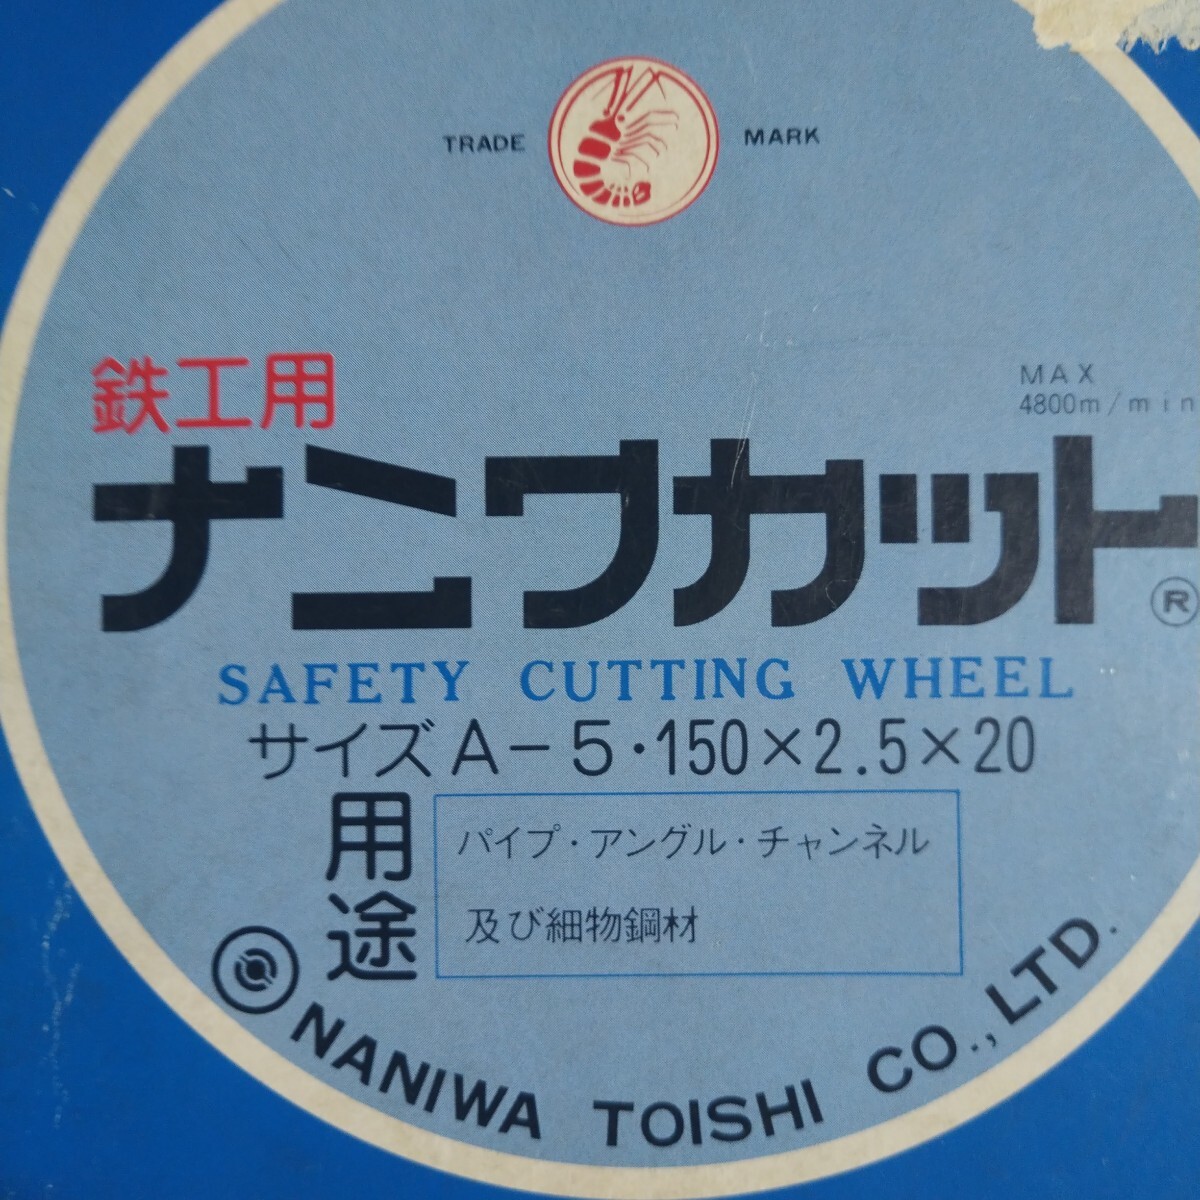 TRADE MARK
鉄工用
MAX
4800m/min
ナニワカット®
SAFETY CUTTING WHEEL
サイズA-5・150×2.5×20
用途
パイプ・アングル・チャンネル
及び細物鋼材
NANIWA TOISHI CO.,LTD.